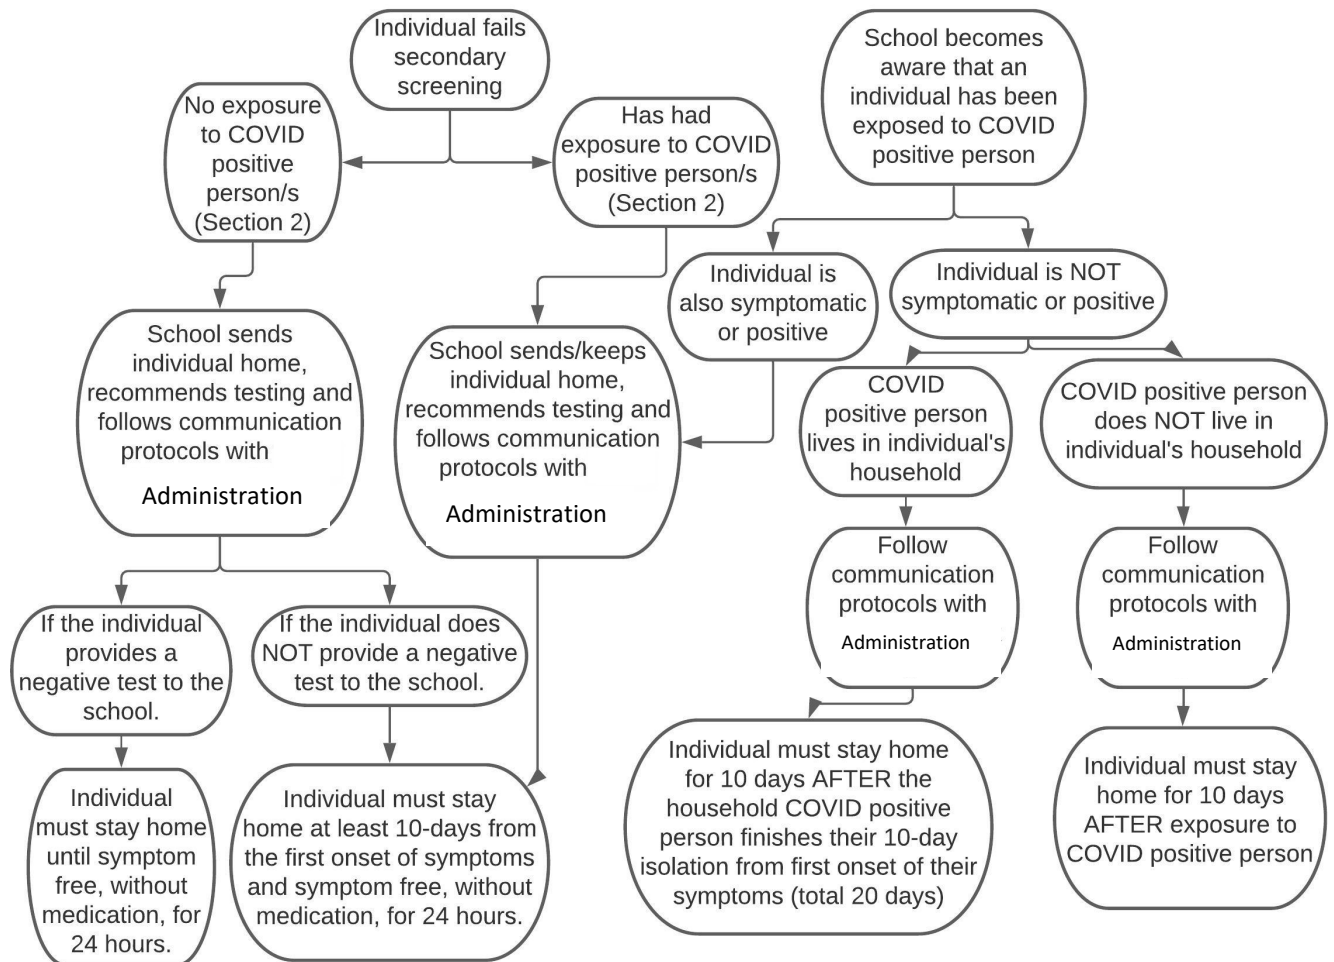 Individual fails
secondary
screening
School becomes
aware that an
individual has been
exposed to COVID
positive person
No exposure
to COVID
positive
person/s
(Section 2)
Has had
exposure to COVID
positive person/s
(Section 2)
Individual is
also symptomatic
or positive
Individual is NOT
symptomatic or positive
School sends
individual home,
recommends testing and
follows communication
protocols with
Administration
School sends/keeps
individual home,
recommends testing and
follows communication
protocols with
Administration
COVID
positive person
lives in individual's
household
COVID positive person
does NOT live in
individual's household
Follow
communication
protocols with
Administration
Follow
communication
protocols with
Administration
If the individual
provides a
negative test to the
school.
If the individual does
NOT provide a negative
test to the school.
Individual
must stay home
until symptom
free, without
medication, for
24 hours.
Individual must stay
home at least 10-days from
the first onset of symptoms
and symptom free, without
medication, for 24 hours.
Individual must stay home
for 10 days AFTER the
household COVID positive
person finishes their 10-day
isolation from first onset of their
symptoms (total 20 days)
Individual must stay
home for 10 days
AFTER exposure to
COVID positive person